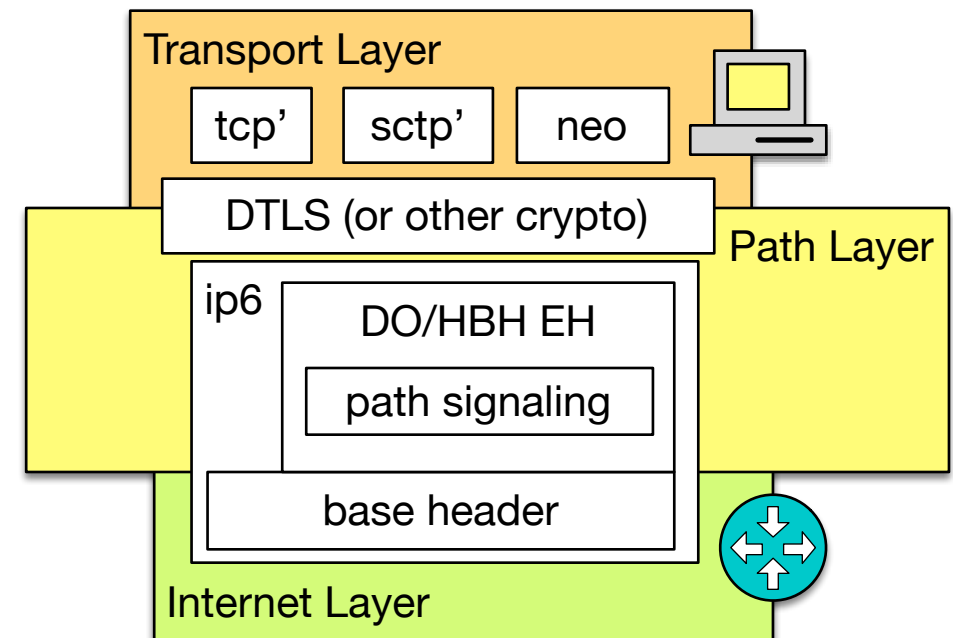 Transport Layer
tcp’
sctp’
neo
DTLS (or other crypto)
Path Layer
ip6
DO/HBH EH
path signaling
base header
Internet Layer